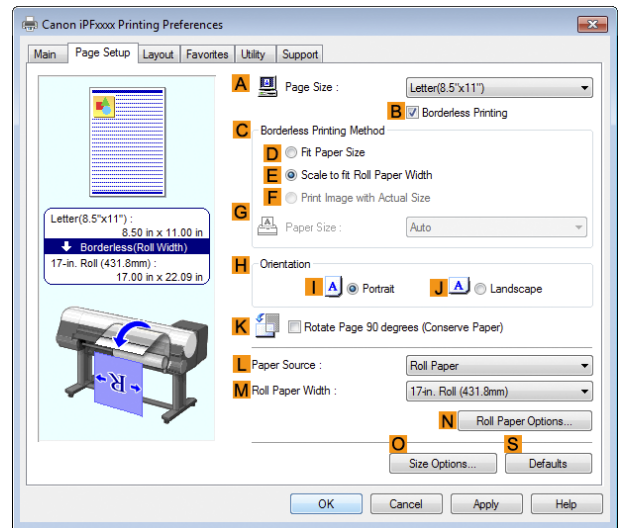 Canon iPFxxxx Printing Preferences
Main Page Setup Layout Favorites Utility Support
A Page Size : Letter(8.5"x11")
B Borderless Printing
C Borderless Printing Method
D Fit Paper Size
E Scale to fit Roll Paper Width
F Print Image with Actual Size
G Paper Size : Auto
Letter(8.5"x11") :
8.50 in x 11.00 in
Borderless(Roll Width)
17-in. Roll (431.8mm) :
17.00 in x 22.09 in
H Orientation
I A Portrait J A Landscape
K Rotate Page 90 degrees (Conserve Paper)
R
L Paper Source : Roll Paper
M Roll Paper Width : 17-in. Roll (431.8mm)
N Roll Paper Options...
O S
Size Options... Defaults
OK Cancel Apply Help